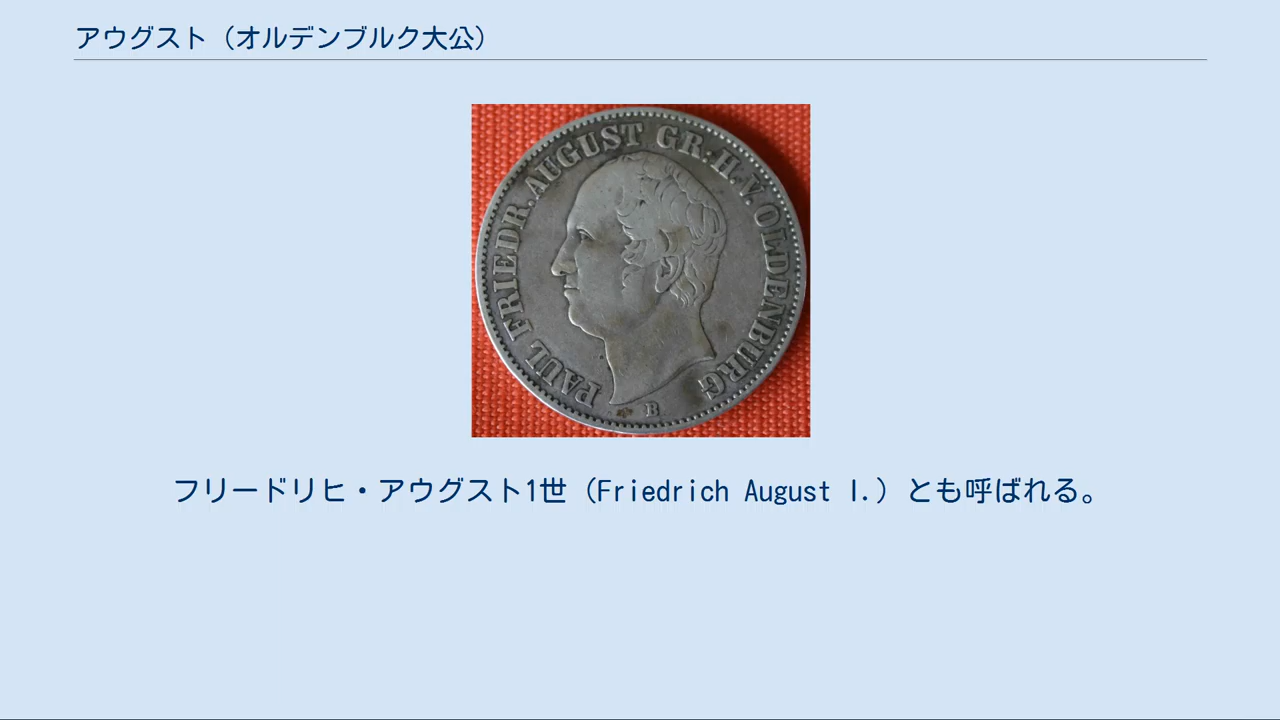 アウグスト（オルデンブルク大公）
PAUL FRIEDR. AUGUST GR. H. V. OLDENBURG
B
フリードリヒ・アウグスト1世（Friedrich August I.）とも呼ばれる。